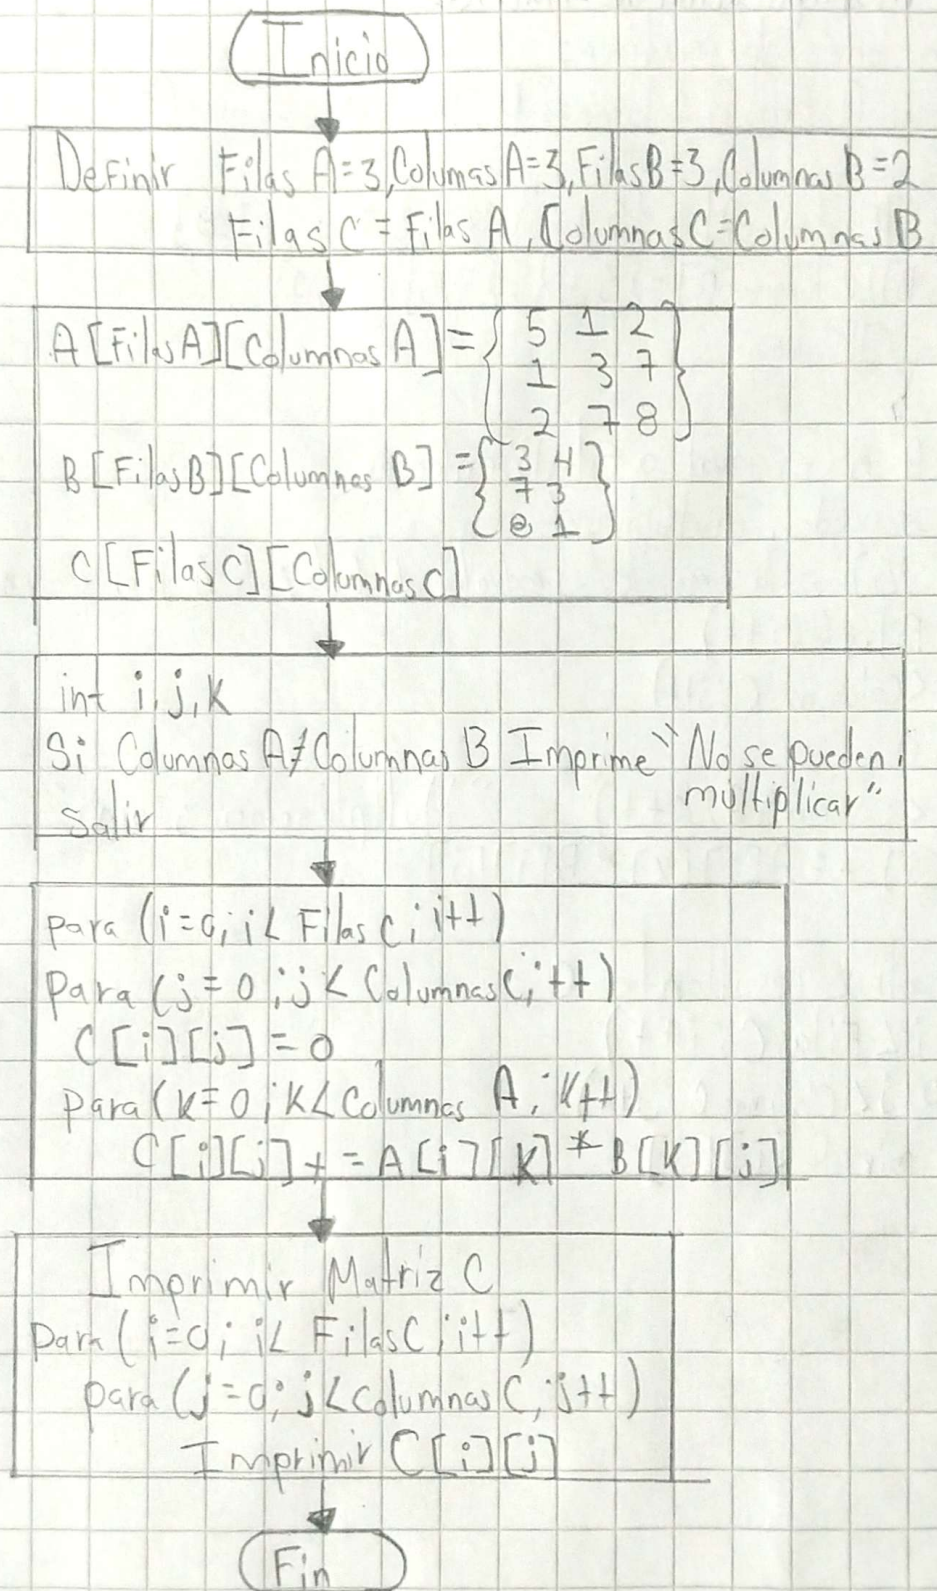 Inicio
Definir Filas A=3, Columas A=3, Filas B=3, Columnas B=2
Filas C = Filas A, Columnas C=Columnas B
A [Filas A][Columnas A] = { 5 1 2
1 3 7
2 7 8 }
B [Filas B][Columnas B] = { 3 4
7 3
0 1 }
C [Filas C][Columnas C]
int i, j, K
Si Columnas A ≠ Columnas B Imprime "No se pueden
multiplicar"
Salir
para (i=0; i< Filas C; i++)
para (j=0; j< Columnas C; ++)
C[i][j] = 0
para (K=0; K< Columnas A; K++)
C[i][j] += A[i][K] * B[K][j]
Imprimir Matriz C
para (i=0; i< Filas C; i++)
para (j=0; j< Columnas C; j++)
Imprimir C[i][j]
Fin